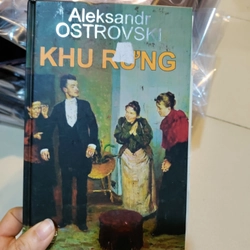 Aleksandr
OSTROVSKI
KHU RỪNG